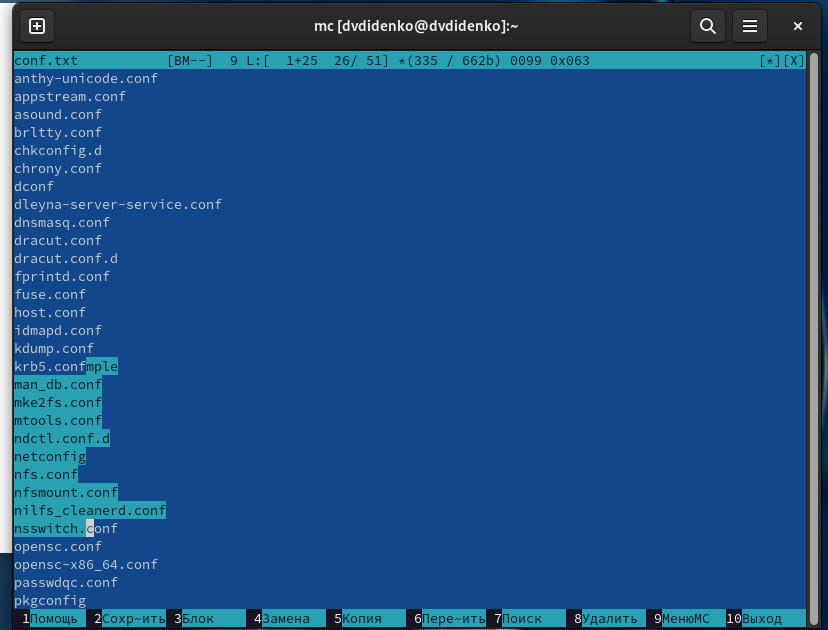 mc [dvdidenko@dvdidenko]:~
conf.txt [BM--] 9 L:[ 1+25 26/ 51] *(335 / 662b) 0099 0x063 [*][X]
anthy-unicode.conf
appstream.conf
asound.conf
brltty.conf
chkconfig.d
chrony.conf
dconf
dleyna-server-service.conf
dnsmasq.conf
dracut.conf
dracut.conf.d
fprintd.conf
fuse.conf
host.conf
idmapd.conf
kdump.conf
krb5.confmple
man_db.conf
mke2fs.conf
mtools.conf
ndctl.conf.d
netconfig
nfs.conf
nfsmount.conf
nilfs_cleanerd.conf
nsswitch.conf
opensc.conf
opensc-x86_64.conf
passwdqc.conf
pkgconfig
1Помощь 2Сохр~ить 3Блок 4Замена 5Копия 6Пере~ить 7Поиск 8Удалить 9МенюMC 10Выход